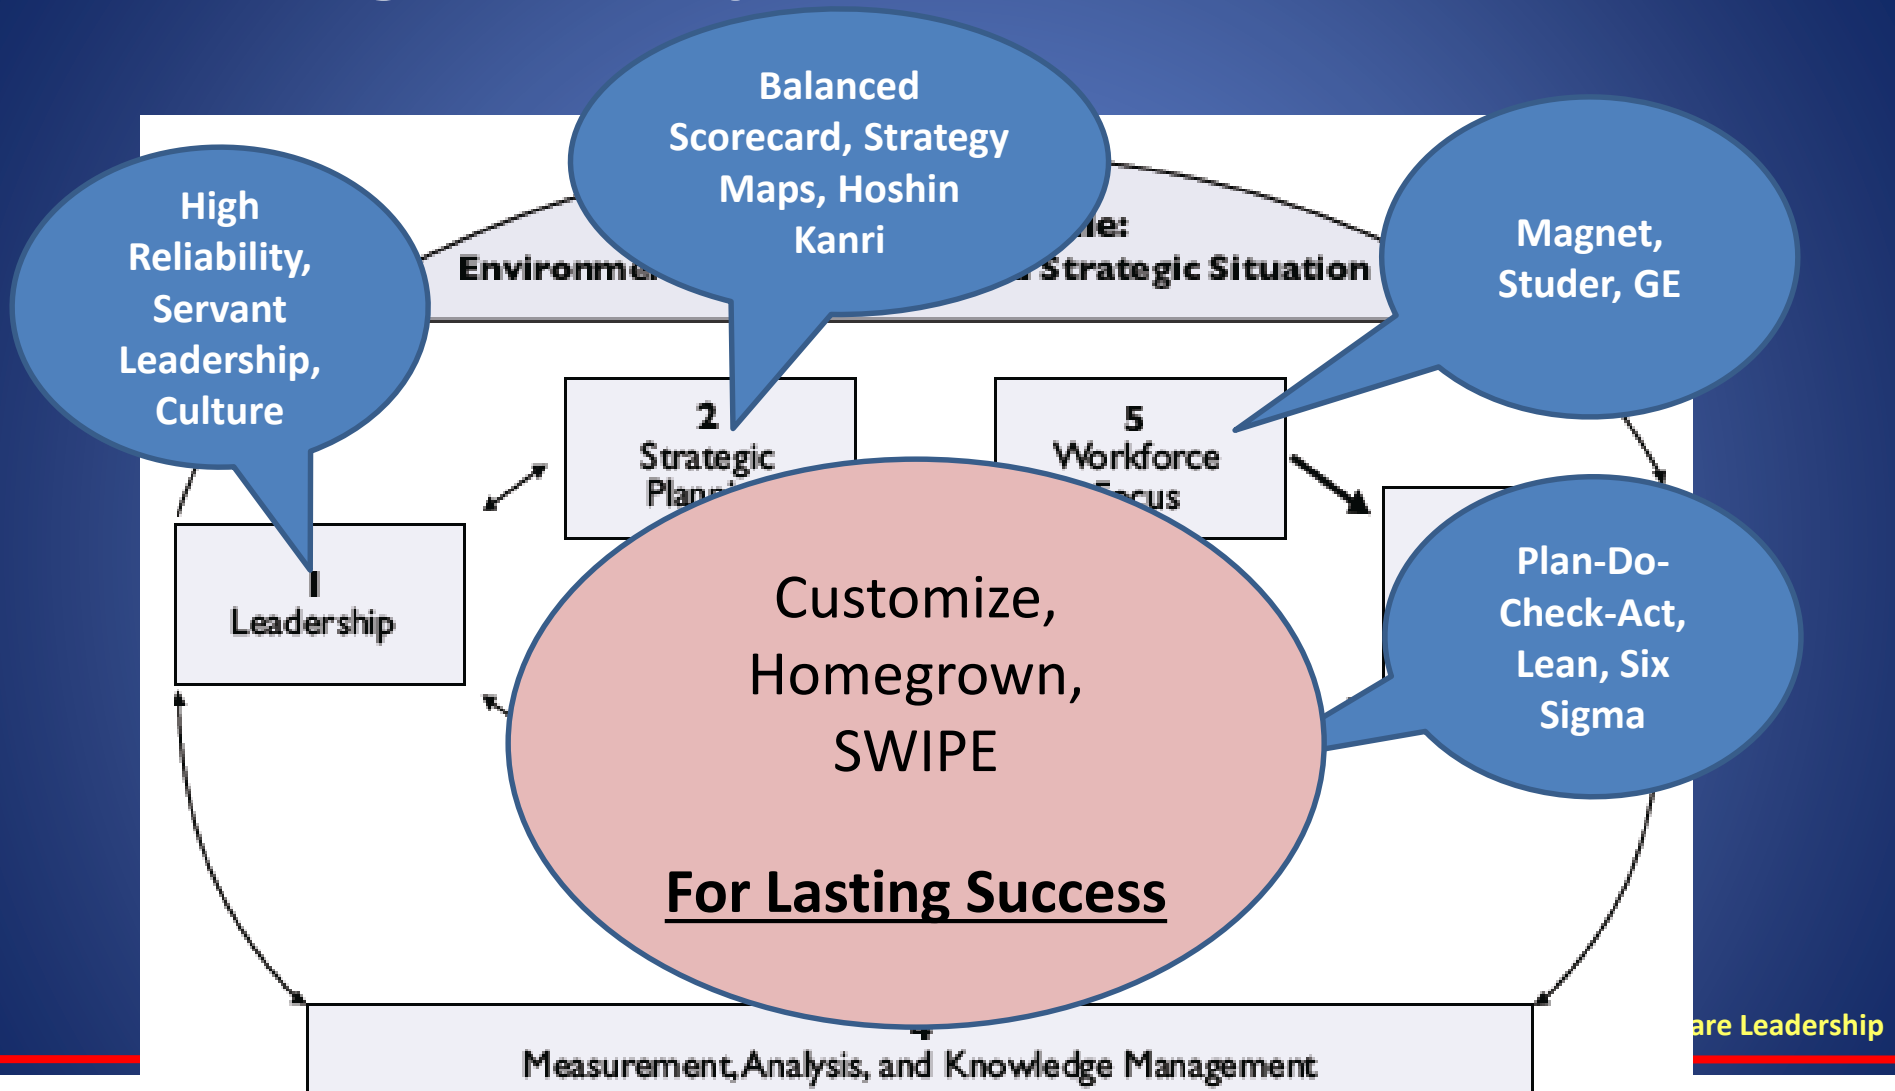 Balanced
Scorecard, Strategy
Maps, Hoshin
Kanri
High
Reliability,
Servant
Leadership,
Culture
Magnet,
Studer, GE
Strategic Situation
2
Strategic
5
Workforce
1
Leadership
Plan-Do-
Check-Act,
Lean, Six
Sigma
Customize,
Homegrown,
SWIPE
For Lasting Success
4
Measurement, Analysis, and Knowledge Management
Leadership